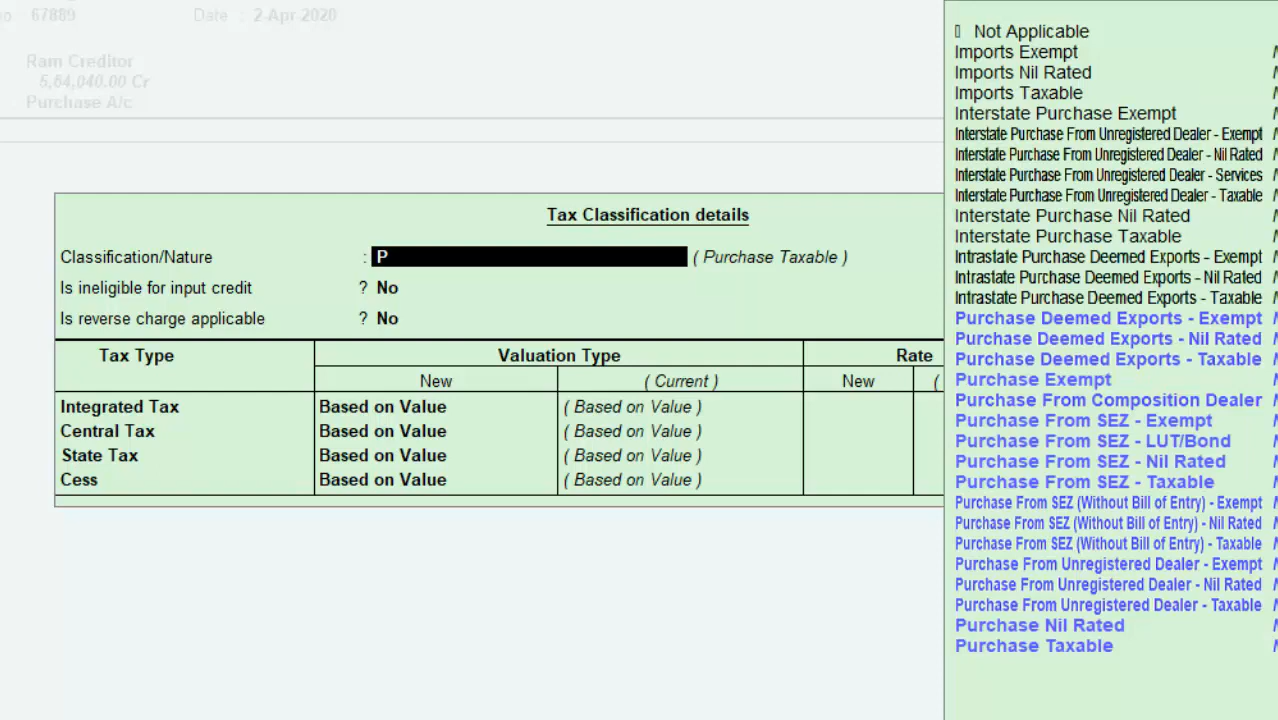 no : 67889 Date : 2-Apr 2020
Ram Creditor
5,64,040.00 Cr
Purchase A/c
Tax Classification details
Classification/Nature : P ( Purchase Taxable )
Is ineligible for input credit ? No
Is reverse charge applicable ? No
Tax Type Valuation Type Rate
New ( Current ) New (
Integrated Tax Based on Value ( Based on Value )
Central Tax Based on Value ( Based on Value )
State Tax Based on Value ( Based on Value )
Cess Based on Value ( Based on Value )
Not Applicable
Imports Exempt
Imports Nil Rated
Imports Taxable
Interstate Purchase Exempt
Interstate Purchase From Unregistered Dealer - Exempt
Interstate Purchase From Unregistered Dealer - Nil Rated
Interstate Purchase From Unregistered Dealer - Services
Interstate Purchase From Unregistered Dealer - Taxable
Interstate Purchase Nil Rated
Interstate Purchase Taxable
Intrastate Purchase Deemed Exports - Exempt
Intrastate Purchase Deemed Exports - Nil Rated
Intrastate Purchase Deemed Exports - Taxable
Purchase Deemed Exports - Exempt
Purchase Deemed Exports - Nil Rated
Purchase Deemed Exports - Taxable
Purchase Exempt
Purchase From Composition Dealer
Purchase From SEZ - Exempt
Purchase From SEZ - LUT/Bond
Purchase From SEZ - Nil Rated
Purchase From SEZ - Taxable
Purchase From SEZ (Without Bill of Entry) - Exempt
Purchase From SEZ (Without Bill of Entry) - Nil Rated
Purchase From SEZ (Without Bill of Entry) - Taxable
Purchase From Unregistered Dealer - Exempt
Purchase From Unregistered Dealer - Nil Rated
Purchase From Unregistered Dealer - Taxable
Purchase Nil Rated
Purchase Taxable